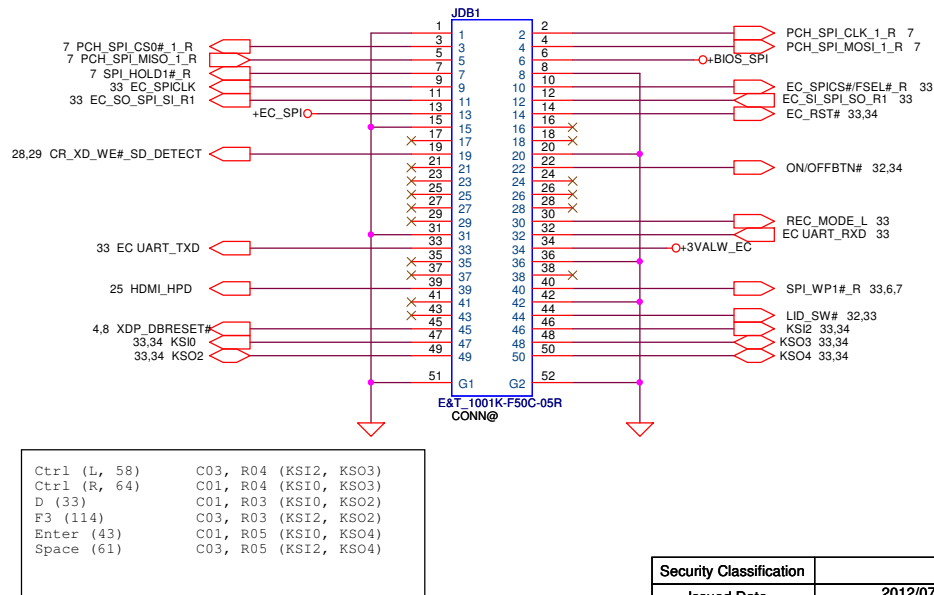 JDB1
1 1 2 2 PCH_SPI_CLK_1_R 7
7 PCH_SPI_CS0#_1_R 3 3 4 4 PCH_SPI_MOSI_1_R 7
7 PCH_SPI_MISO_1_R 5 5 6 6 +BIOS_SPI
7 SPI_HOLD1#_R 7 7 8 8
33 EC_SPICLK 9 9 10 10 EC_SPICS#/FSEL#_R 33
33 EC_SO_SPI_SI_R1 11 11 12 12 EC_SI_SPI_SO_R1 33
+EC_SPI 13 13 14 14 EC_RST# 33,34
15 15 16 16
17 17 18 18
28,29 CR_XD_WE#_SD_DETECT 19 19 20 20
21 21 22 22 ON/OFFBTN# 32,34
23 23 24 24
25 25 26 26
27 27 28 28
29 29 30 30 REC_MODE_L 33
31 31 32 32 EC UART_RXD 33
33 EC UART_TXD 33 33 34 34 +3VALW_EC
35 35 36 36
37 37 38 38
25 HDMI_HPD 39 39 40 40 SPI_WP1#_R 33,6,7
41 41 42 42
43 43 44 44 LID_SW# 32,33
4,8 XDP_DBRESET# 45 45 46 46 KSI2 33,34
33,34 KSI0 47 47 48 48 KSO3 33,34
33,34 KSO2 49 49 50 50 KSO4 33,34
51 G1 G2 52
E&T_1001K-F50C-05R
CONN@
Ctrl (L, 58) C03, R04 (KSI2, KSO3)
Ctrl (R, 64) C01, R04 (KSI0, KSO3)
D (33) C01, R03 (KSI0, KSO2)
F3 (114) C03, R03 (KSI2, KSO2)
Enter (43) C01, R05 (KSI0, KSO4)
Space (61) C03, R05 (KSI2, KSO4)
Security Classification
Issued Date 2012/07